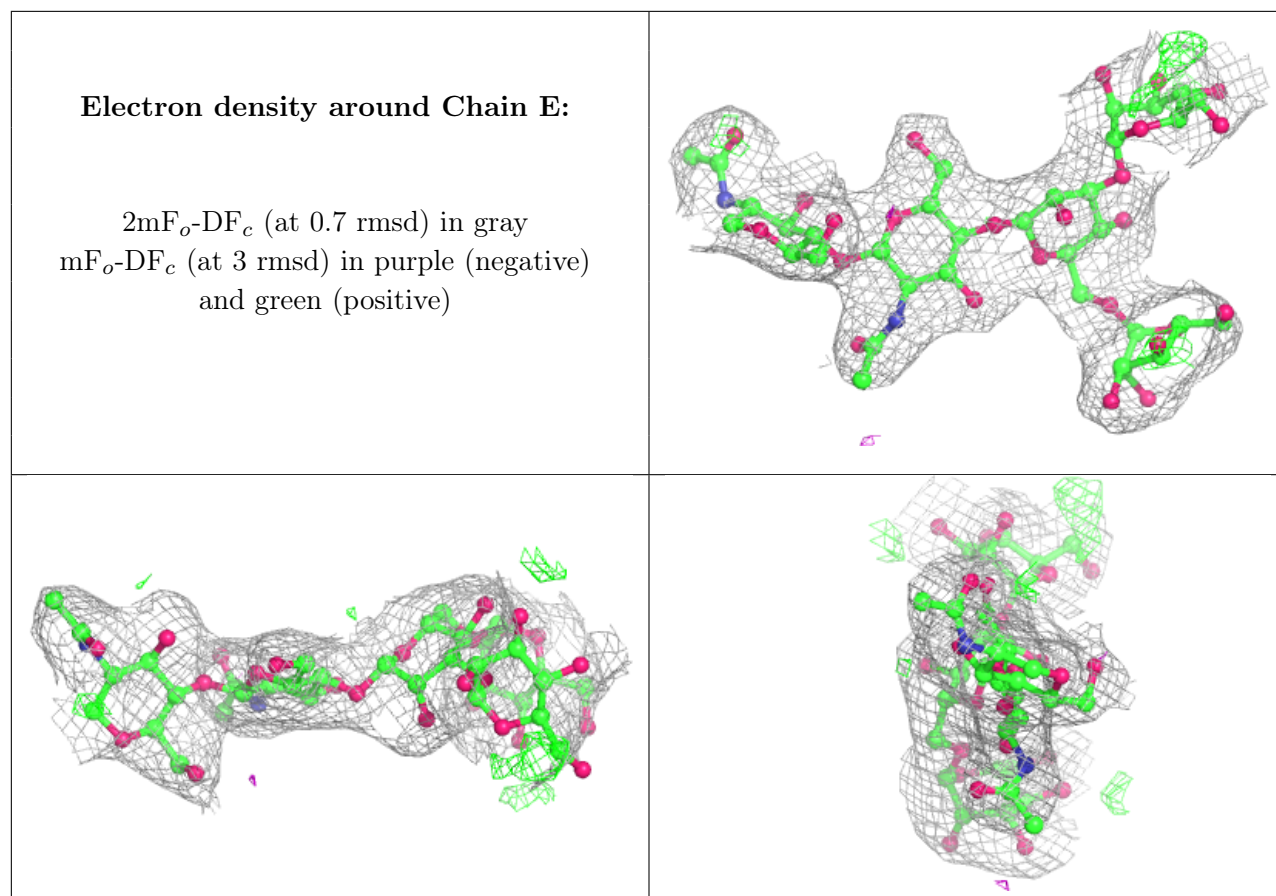 Electron density around Chain E:
2mFₒ-DF𝒸 (at 0.7 rmsd) in gray
mFₒ-DF𝒸 (at 3 rmsd) in purple (negative)
and green (positive)